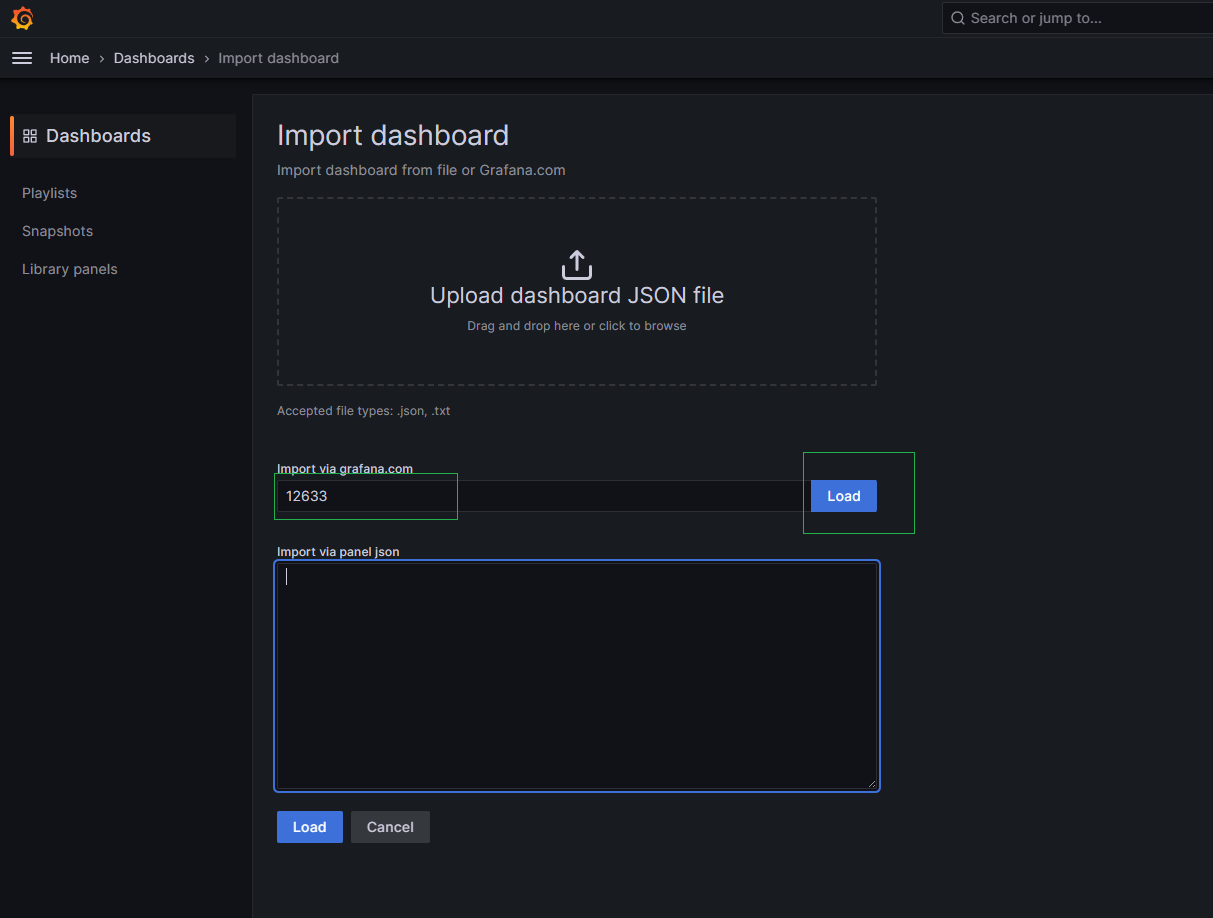 Search or jump to...
Home › Dashboards › Import dashboard
Dashboards
Playlists
Snapshots
Library panels
Import dashboard
Import dashboard from file or Grafana.com
Upload dashboard JSON file
Drag and drop here or click to browse
Accepted file types: .json, .txt
Import via grafana.com
12633
Load
Import via panel json
Load
Cancel